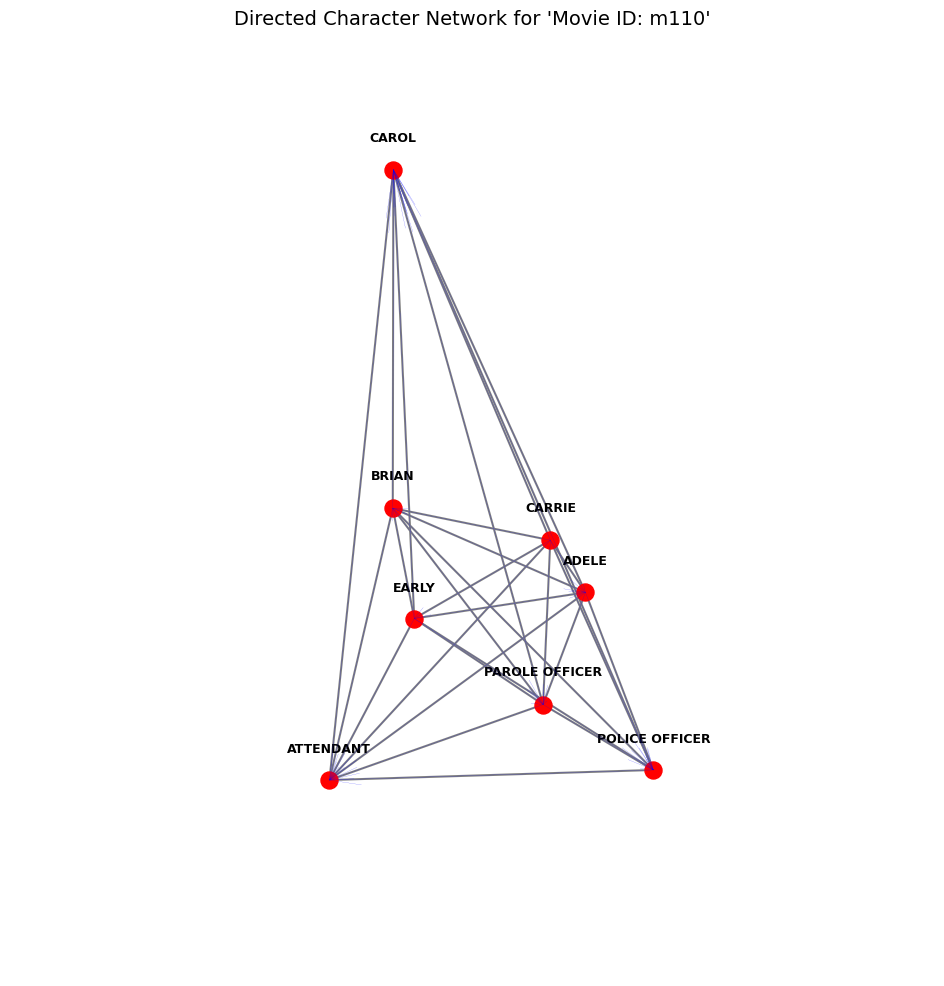 Directed Character Network for 'Movie ID: m110'
CAROL
BRIAN
CARRIE
ADELE
EARLY
PAROLE OFFICER
POLICE OFFICER
ATTENDANT